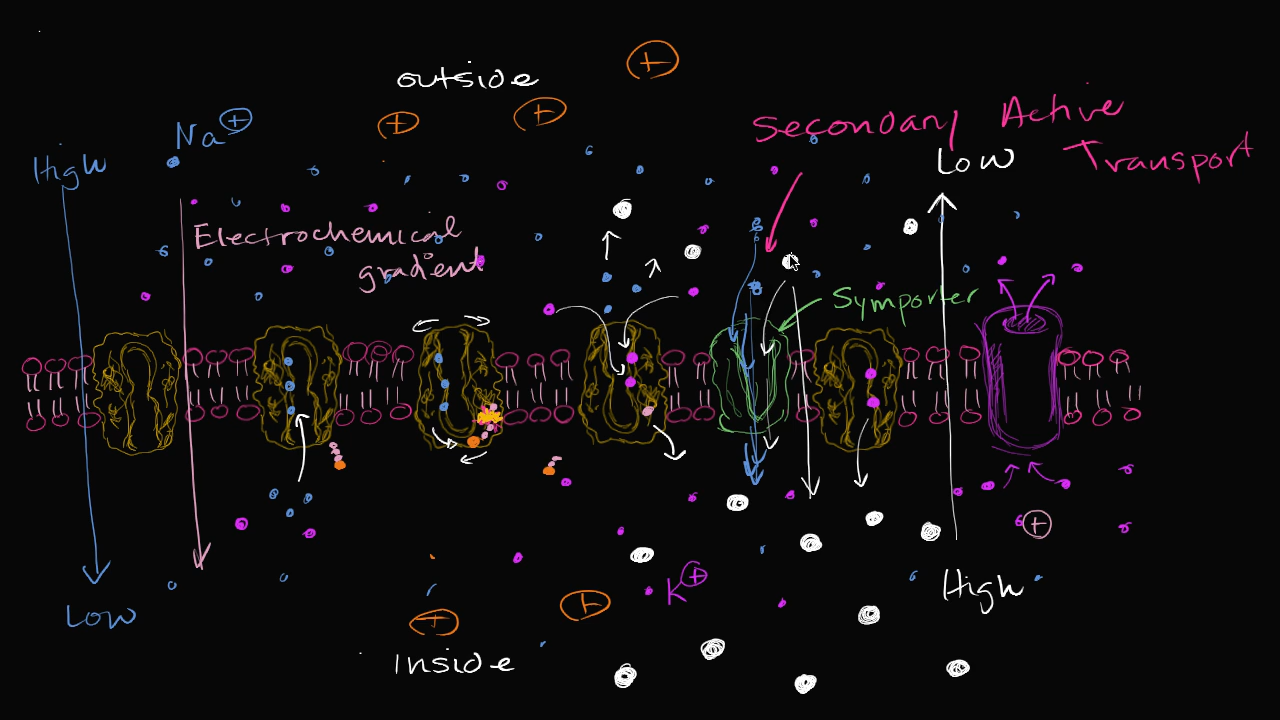 outside
+
+
+
Secondary Active
Transport
Na+
High
Low
Electrochemical
gradient
Symporter
+
K+
High
+
+
Low
Inside